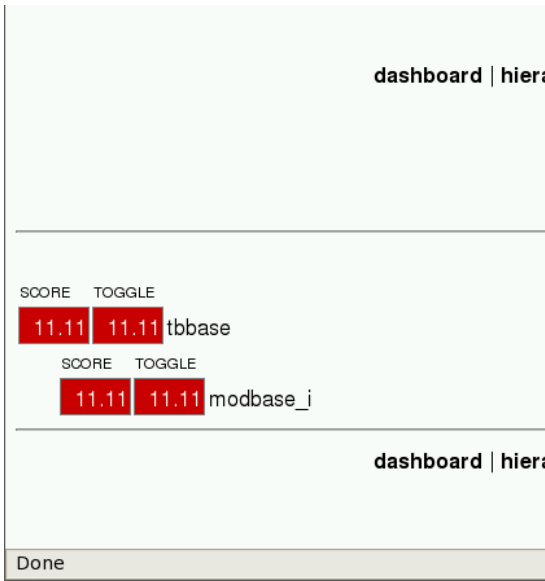 dashboard | hiera
SCORE TOGGLE
11.11 11.11 tbbase
SCORE TOGGLE
11.11 11.11 modbase_i
dashboard | hiera
Done